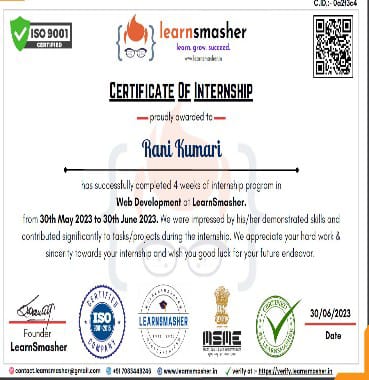 C.ID.:- 0a2f3c4
ISO 9001
CERTIFIED
learnsmasher
learn. grow. succeed.
www.learnsmasher.in
CERTIFICATE OF INTERNSHIP
proudly awarded to
Rani Kumari
has successfully completed 4 weeks of internship program in
Web Development at LearnSmasher.
from 30th May 2023 to 30th June 2023. We were impressed by his/her demonstrated skills and
contributed significantly to tasks/projects during the internship. We appreciate your hard work &
sincerity towards your internship and wish you good luck for your future endeavor.
CERTIFIED
ISO
COMPANY
LEARNSMASHER
MSME
30/06/2023
Founder
Date
LearnSmasher
contact.learnsmasher@gmail.com
www.learnsmasher.in
verify at - https://verify.learnsmasher.in